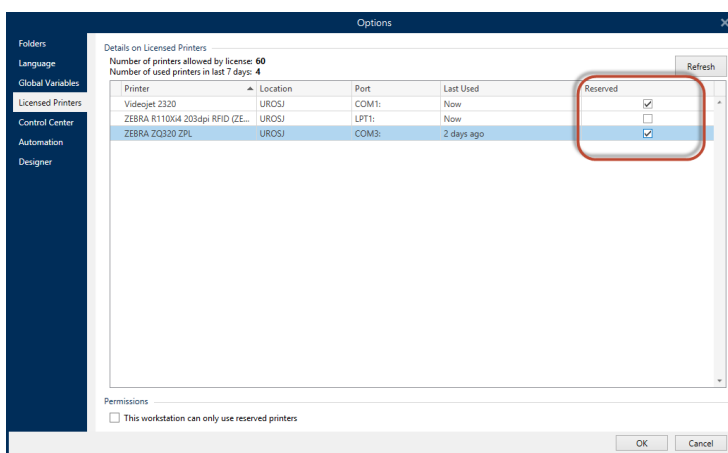 Options
Folders
Language
Global Variables
Licensed Printers
Control Center
Automation
Designer
Details on Licensed Printers
Number of printers allowed by license: 60
Number of used printers in last 7 days: 4
Refresh
Printer Location Port Last Used Reserved
Videojet 2320 UROSJ COM1: Now
ZEBRA R110Xi4 203dpi RFID (ZE... UROSJ LPT1: Now
ZEBRA ZQ320 ZPL UROSJ COM3: 2 days ago
Permissions
This workstation can only use reserved printers
OK Cancel